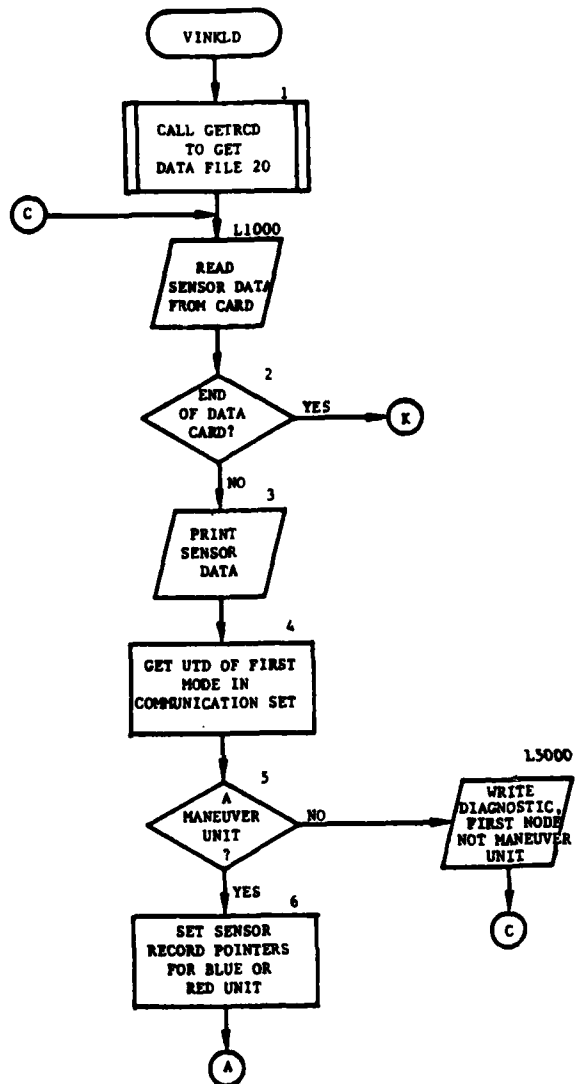 VINKLD
1
CALL GETRCD
TO GET
DATA FILE 20
C
L1000
READ
SENSOR DATA
FROM CARD
2
END
OF DATA
CARD?
YES
K
NO
3
PRINT
SENSOR
DATA
4
GET UTD OF FIRST
MODE IN
COMMUNICATION SET
5
A
MANEUVER
UNIT
?
NO
L5000
WRITE
DIAGNOSTIC,
FIRST NODE
NOT MANEUVER
UNIT
C
YES
6
SET SENSOR
RECORD POINTERS
FOR BLUE OR
RED UNIT
A